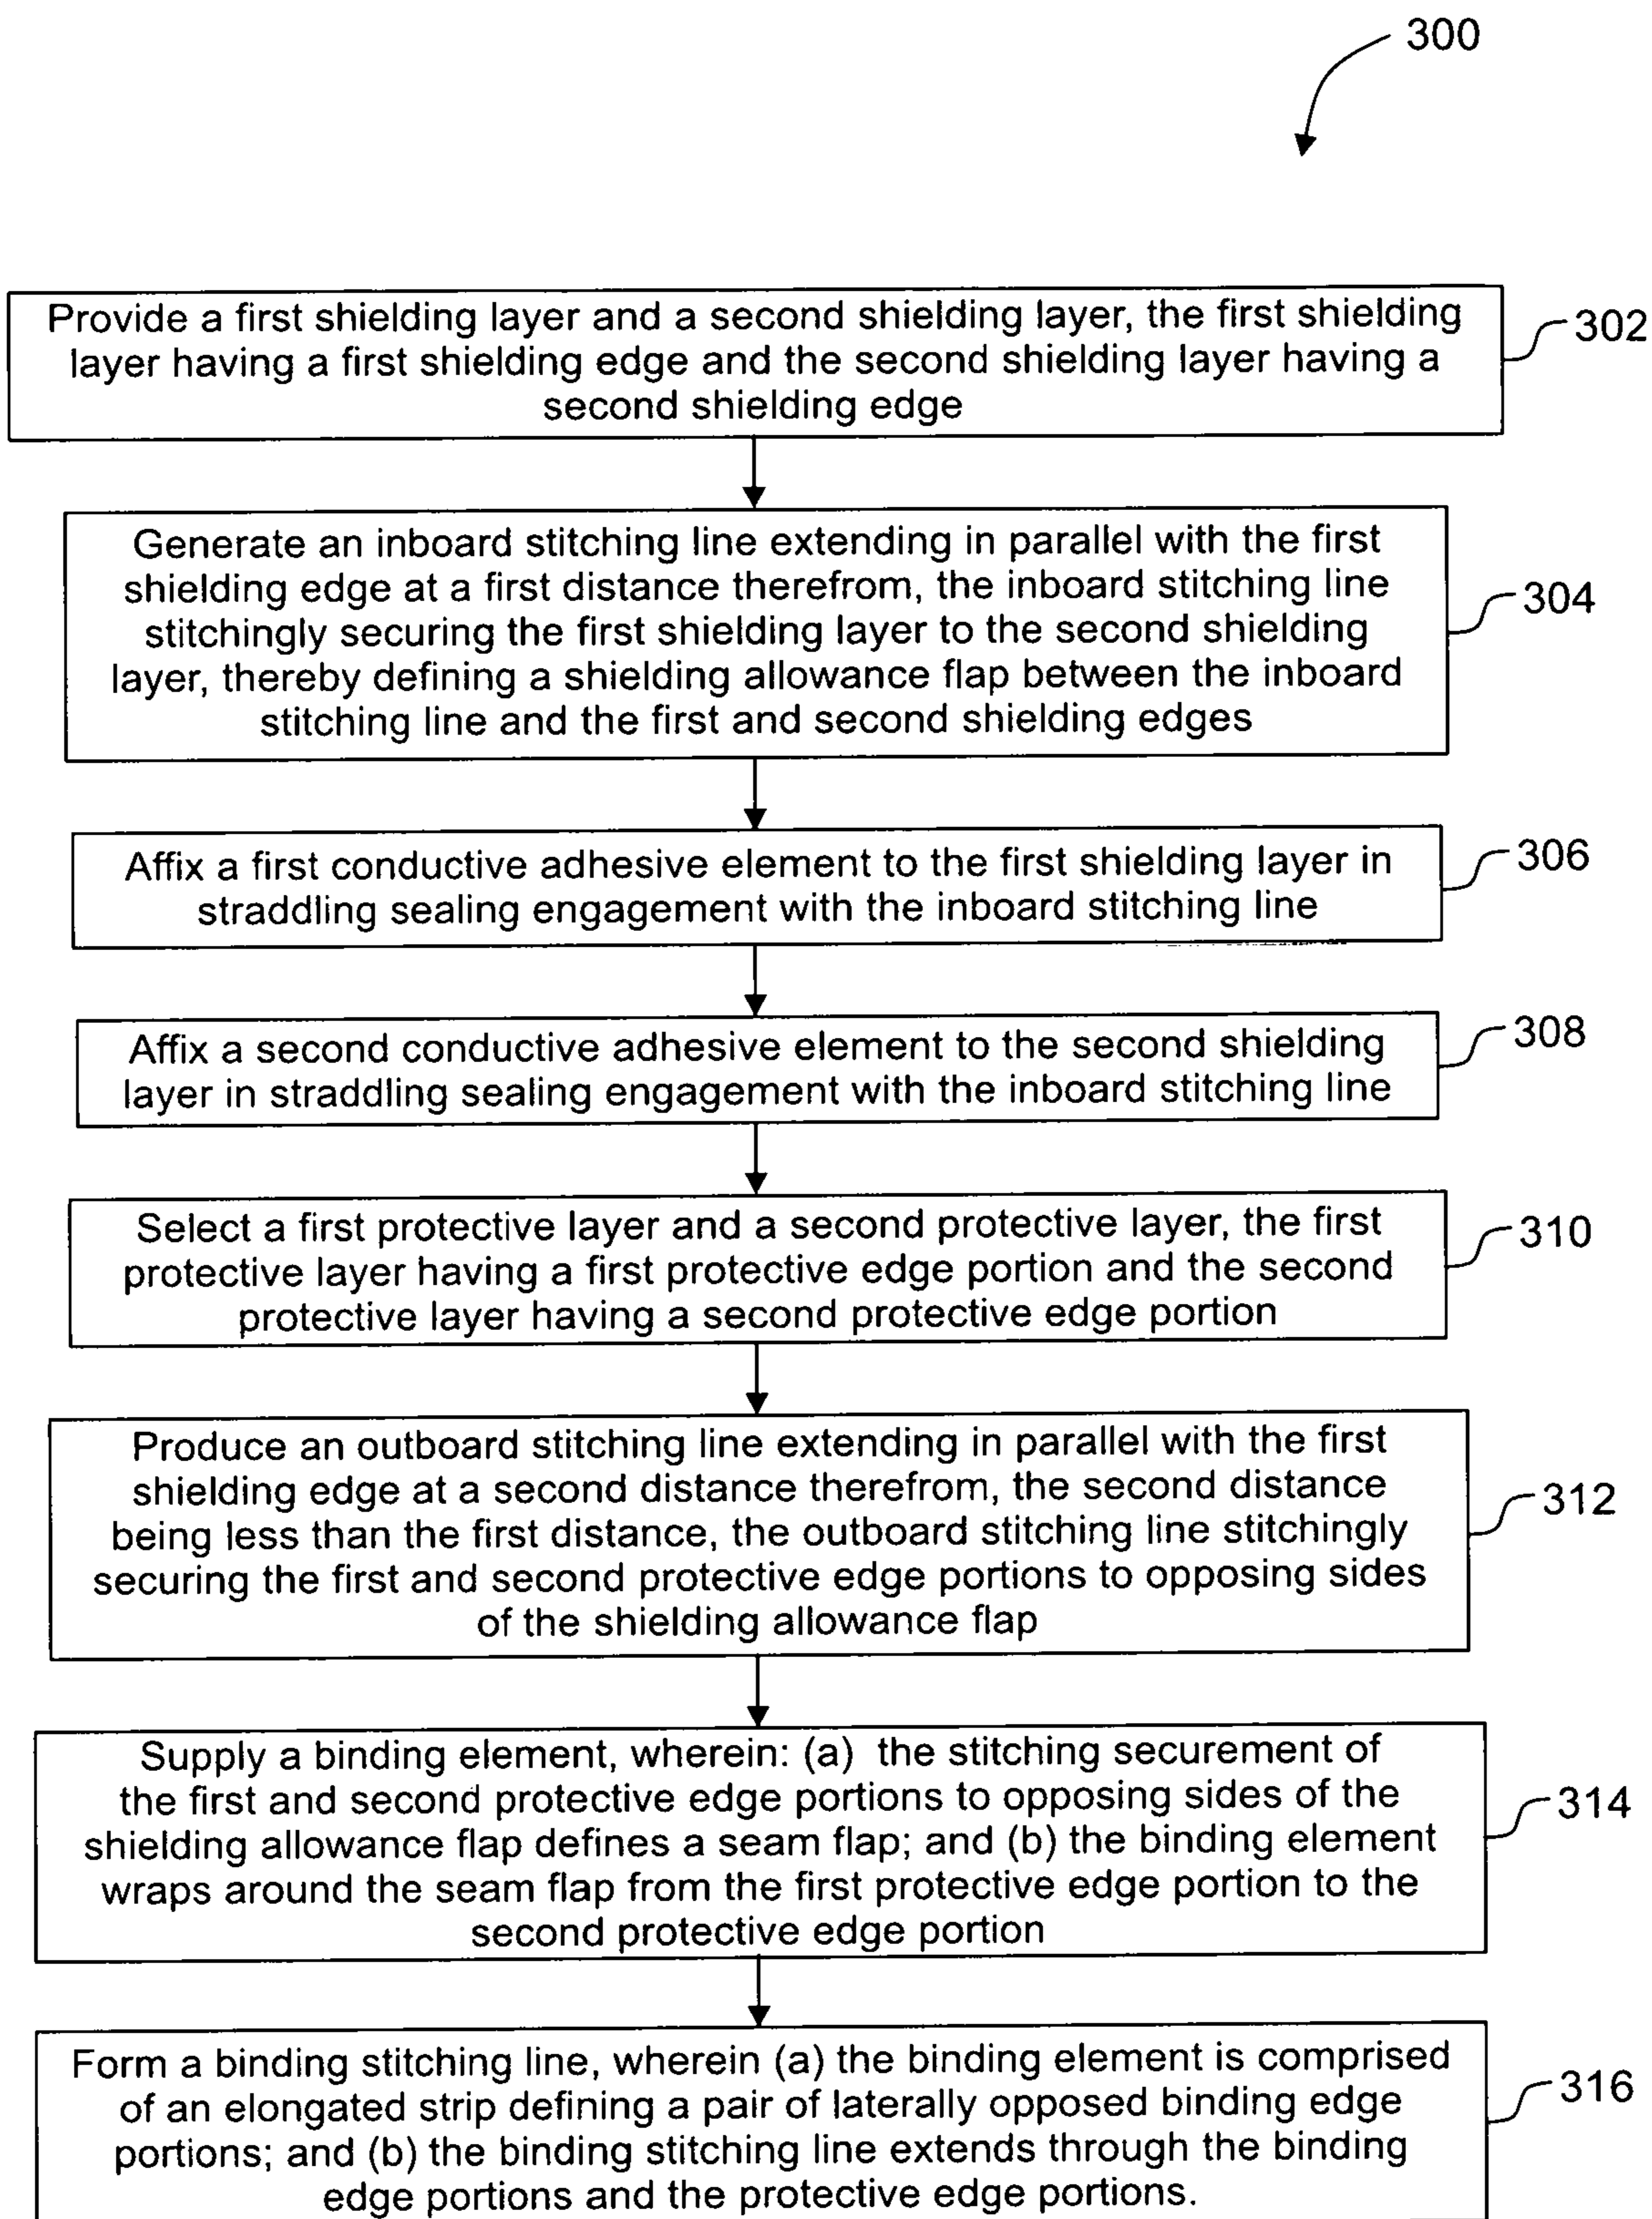 300
Provide a first shielding layer and a second shielding layer, the first shielding
layer having a first shielding edge and the second shielding layer having a
second shielding edge
302
Generate an inboard stitching line extending in parallel with the first
shielding edge at a first distance therefrom, the inboard stitching line
stitchingly securing the first shielding layer to the second shielding
layer, thereby defining a shielding allowance flap between the inboard
stitching line and the first and second shielding edges
304
Affix a first conductive adhesive element to the first shielding layer in
straddling sealing engagement with the inboard stitching line
306
Affix a second conductive adhesive element to the second shielding
layer in straddling sealing engagement with the inboard stitching line
308
Select a first protective layer and a second protective layer, the first
protective layer having a first protective edge portion and the second
protective layer having a second protective edge portion
310
Produce an outboard stitching line extending in parallel with the first
shielding edge at a second distance therefrom, the second distance
being less than the first distance, the outboard stitching line stitchingly
securing the first and second protective edge portions to opposing sides
of the shielding allowance flap
312
Supply a binding element, wherein: (a) the stitching securement of
the first and second protective edge portions to opposing sides of the
shielding allowance flap defines a seam flap; and (b) the binding element
wraps around the seam flap from the first protective edge portion to the
second protective edge portion
314
Form a binding stitching line, wherein (a) the binding element is comprised
of an elongated strip defining a pair of laterally opposed binding edge
portions; and (b) the binding stitching line extends through the binding
edge portions and the protective edge portions.
316